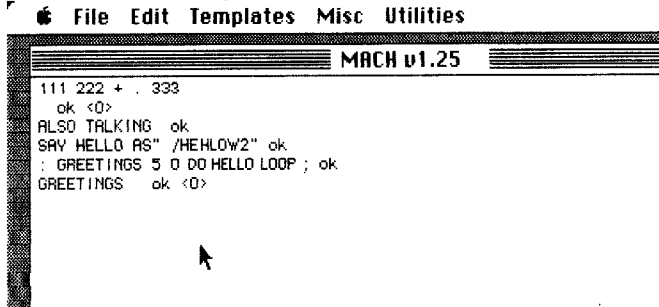 File Edit Templates Misc Utilities
MACH v1.25
111 222 + . 333
ok <0>
ALSO TALKING ok
SAY HELLO AS" /HEHLOW2" ok
: GREETINGS 5 0 DO HELLO LOOP ; ok
GREETINGS ok <0>